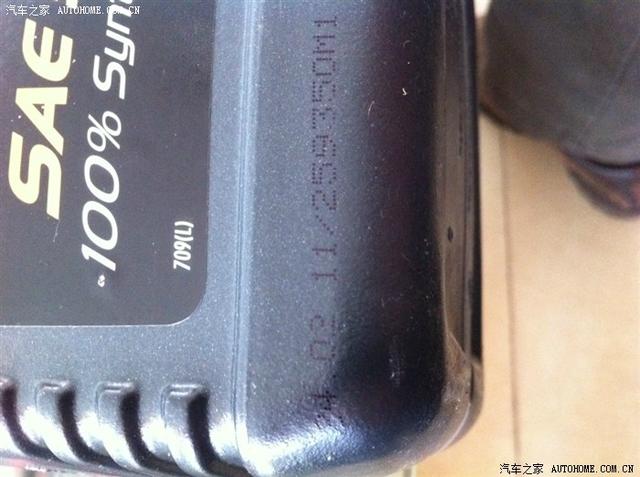 汽车之家 AUTOHOME.COM.CN
SAE
100% Syn
709(L)
02 11/259350M1
汽车之家 AUTOHOME.COM.CN